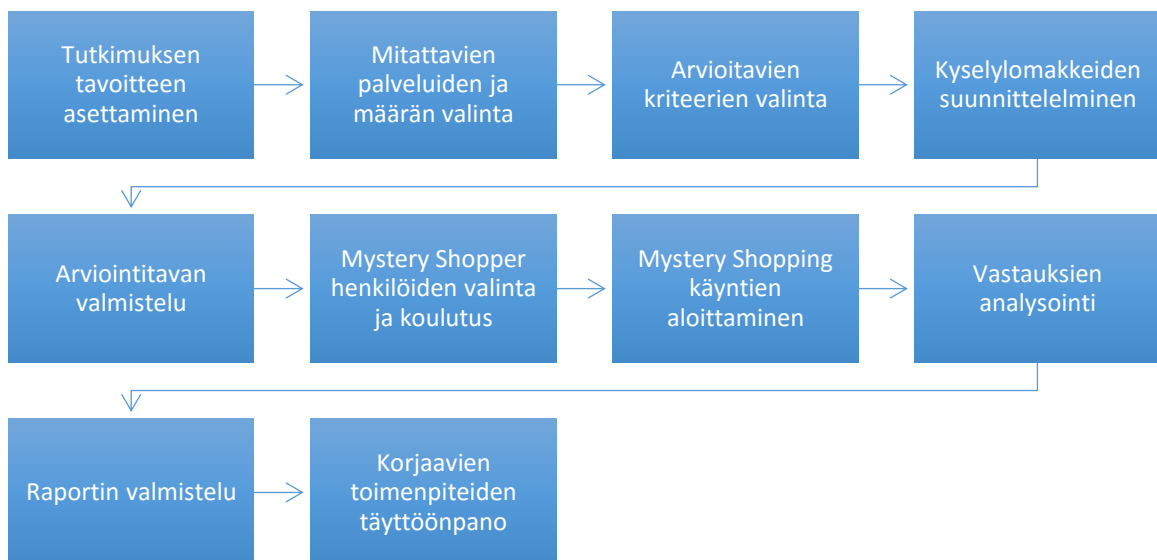 Tutkimuksen
tavoitteen
asettaminen
Mitattavien
palveluiden ja
määrän valinta
Arvioitavien
kriteerien valinta
Kyselylomakkeiden
suunnittelelminen
Arviointitavan
valmistelu
Mystery Shopper
henkilöiden valinta
ja koulutus
Mystery Shopping
käyntien
aloittaminen
Vastauksien
analysointi
Raportin valmistelu
Korjaavien
toimenpiteiden
täyttöönpano